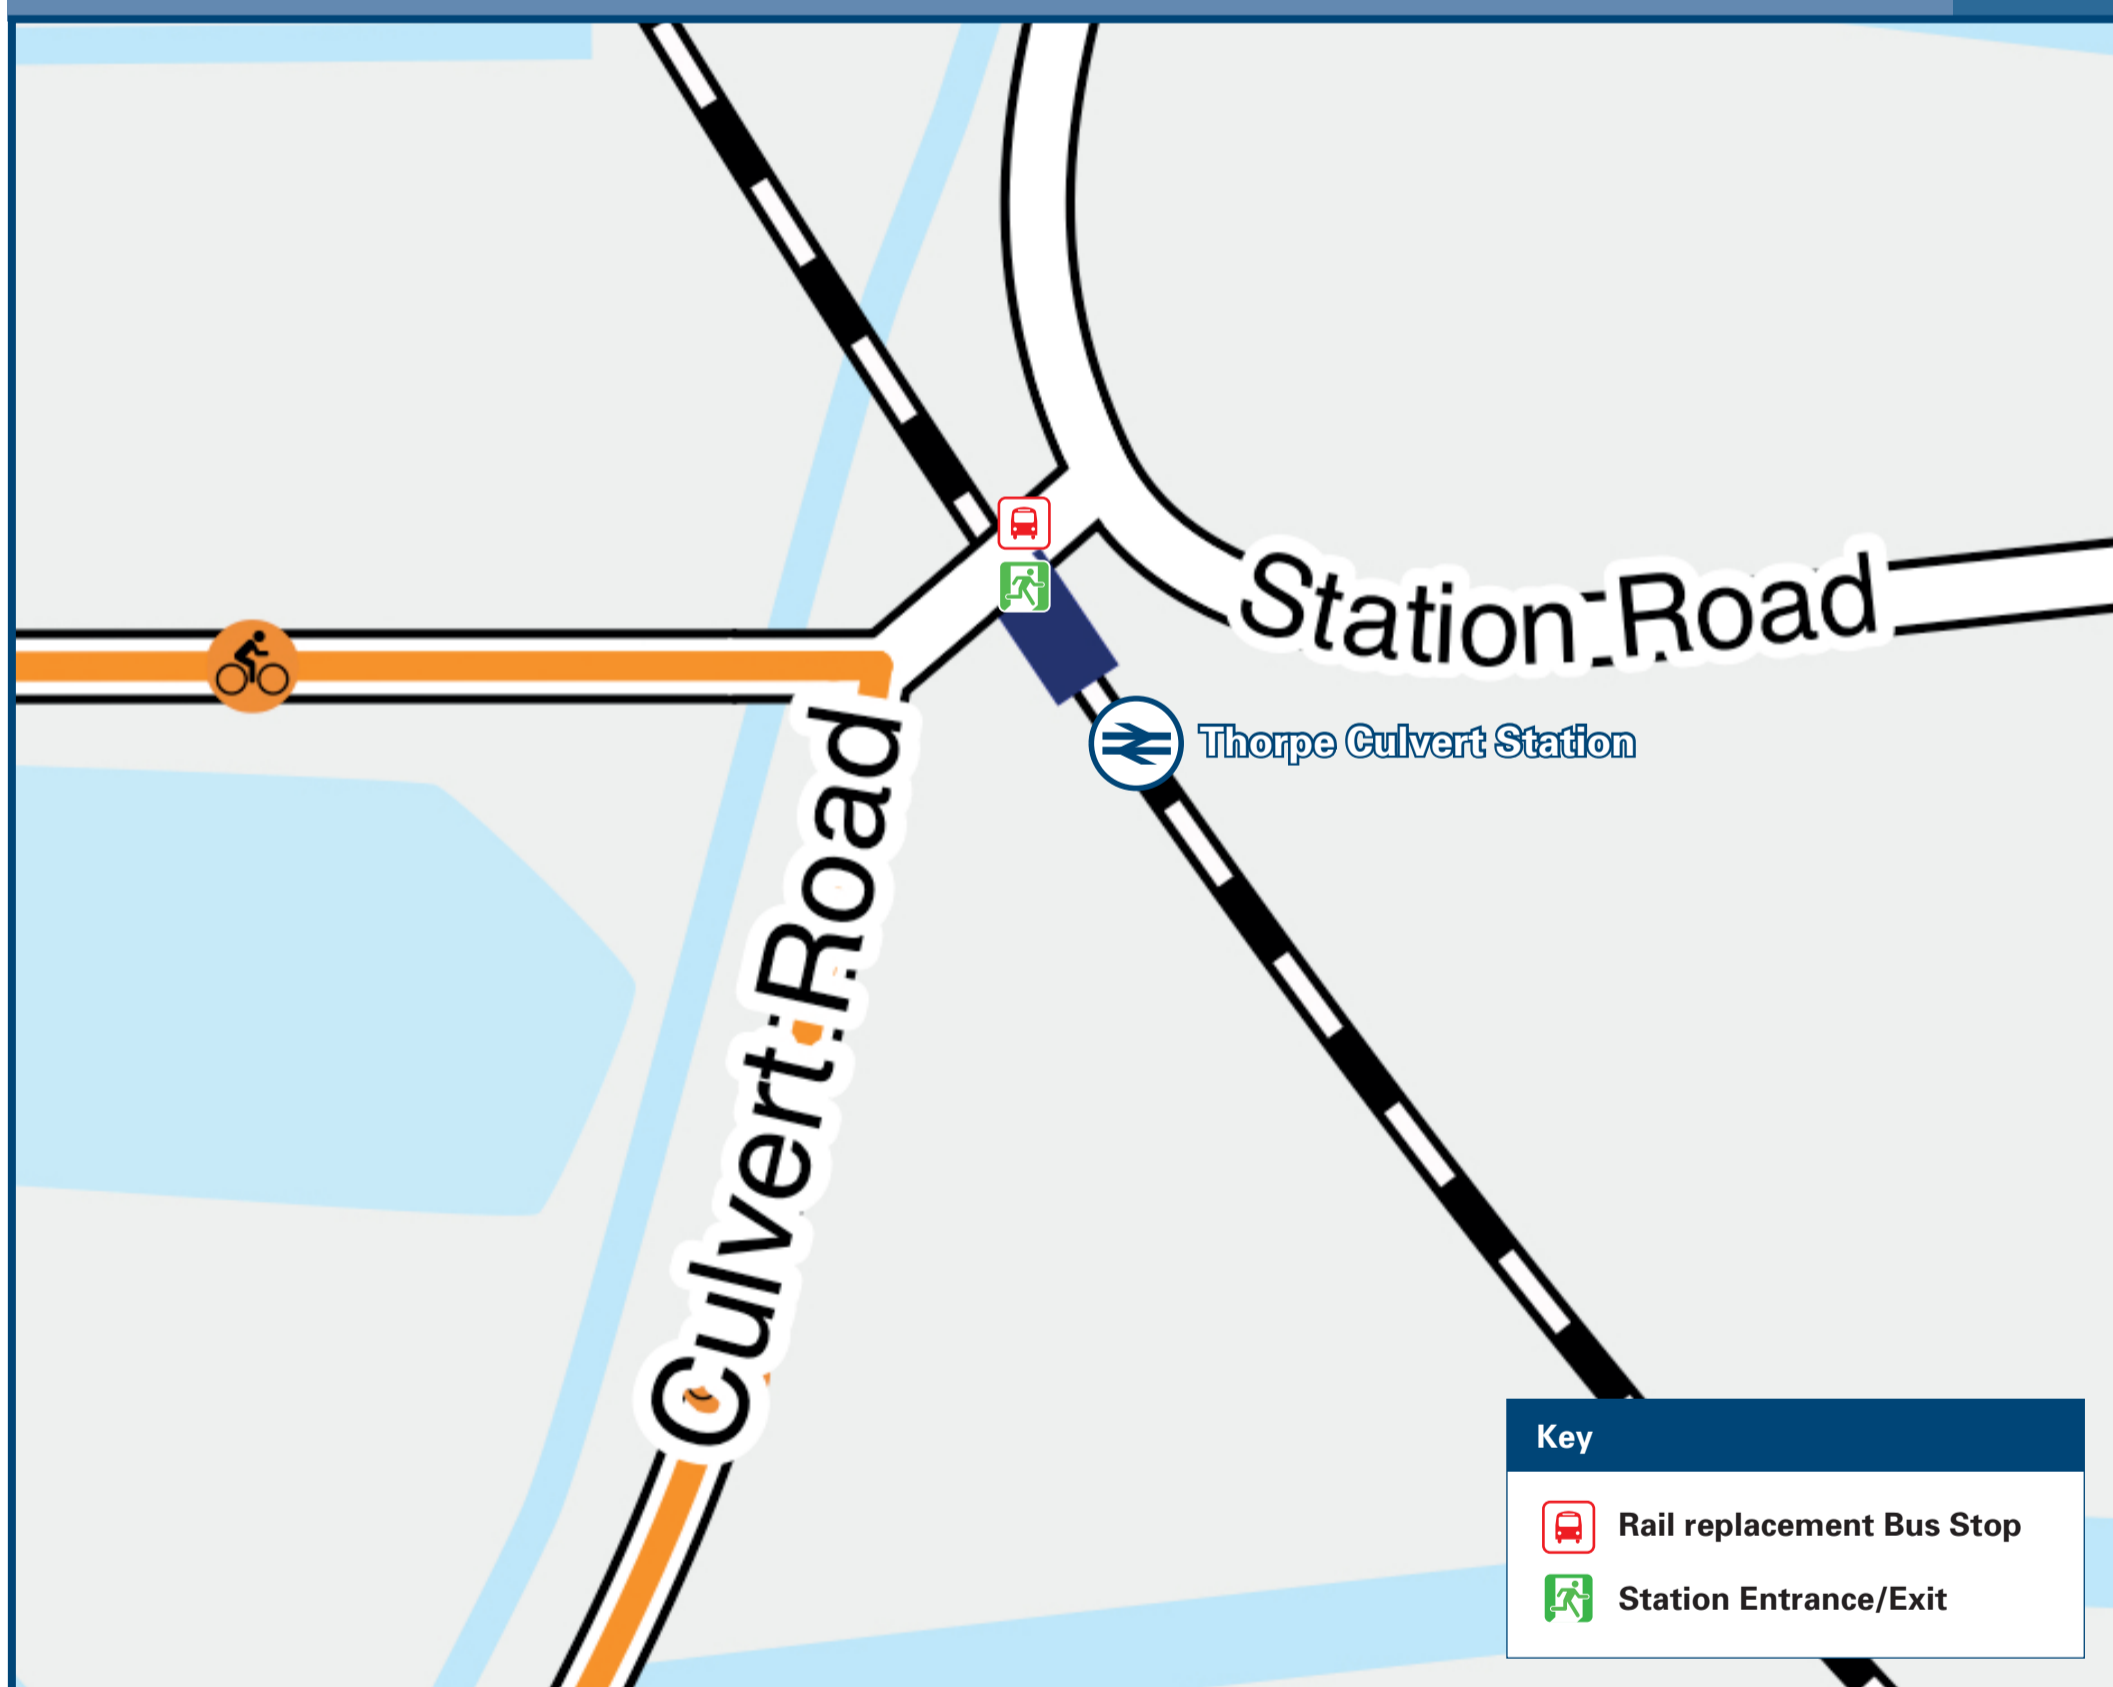 Station Road
Thorpe Culvert Station
Culvert Road
Key
Rail replacement Bus Stop
Station Entrance/Exit